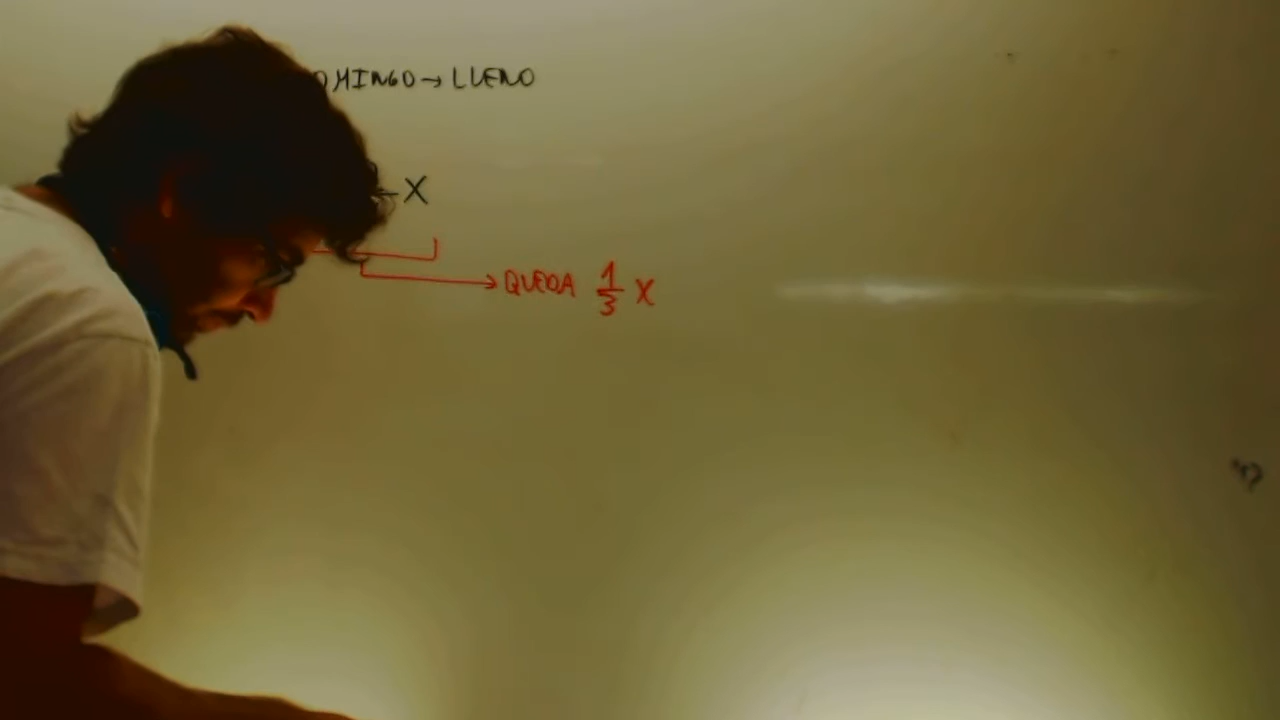 OMINGO → LLENO
- X
→ QUEDA 1/3 X